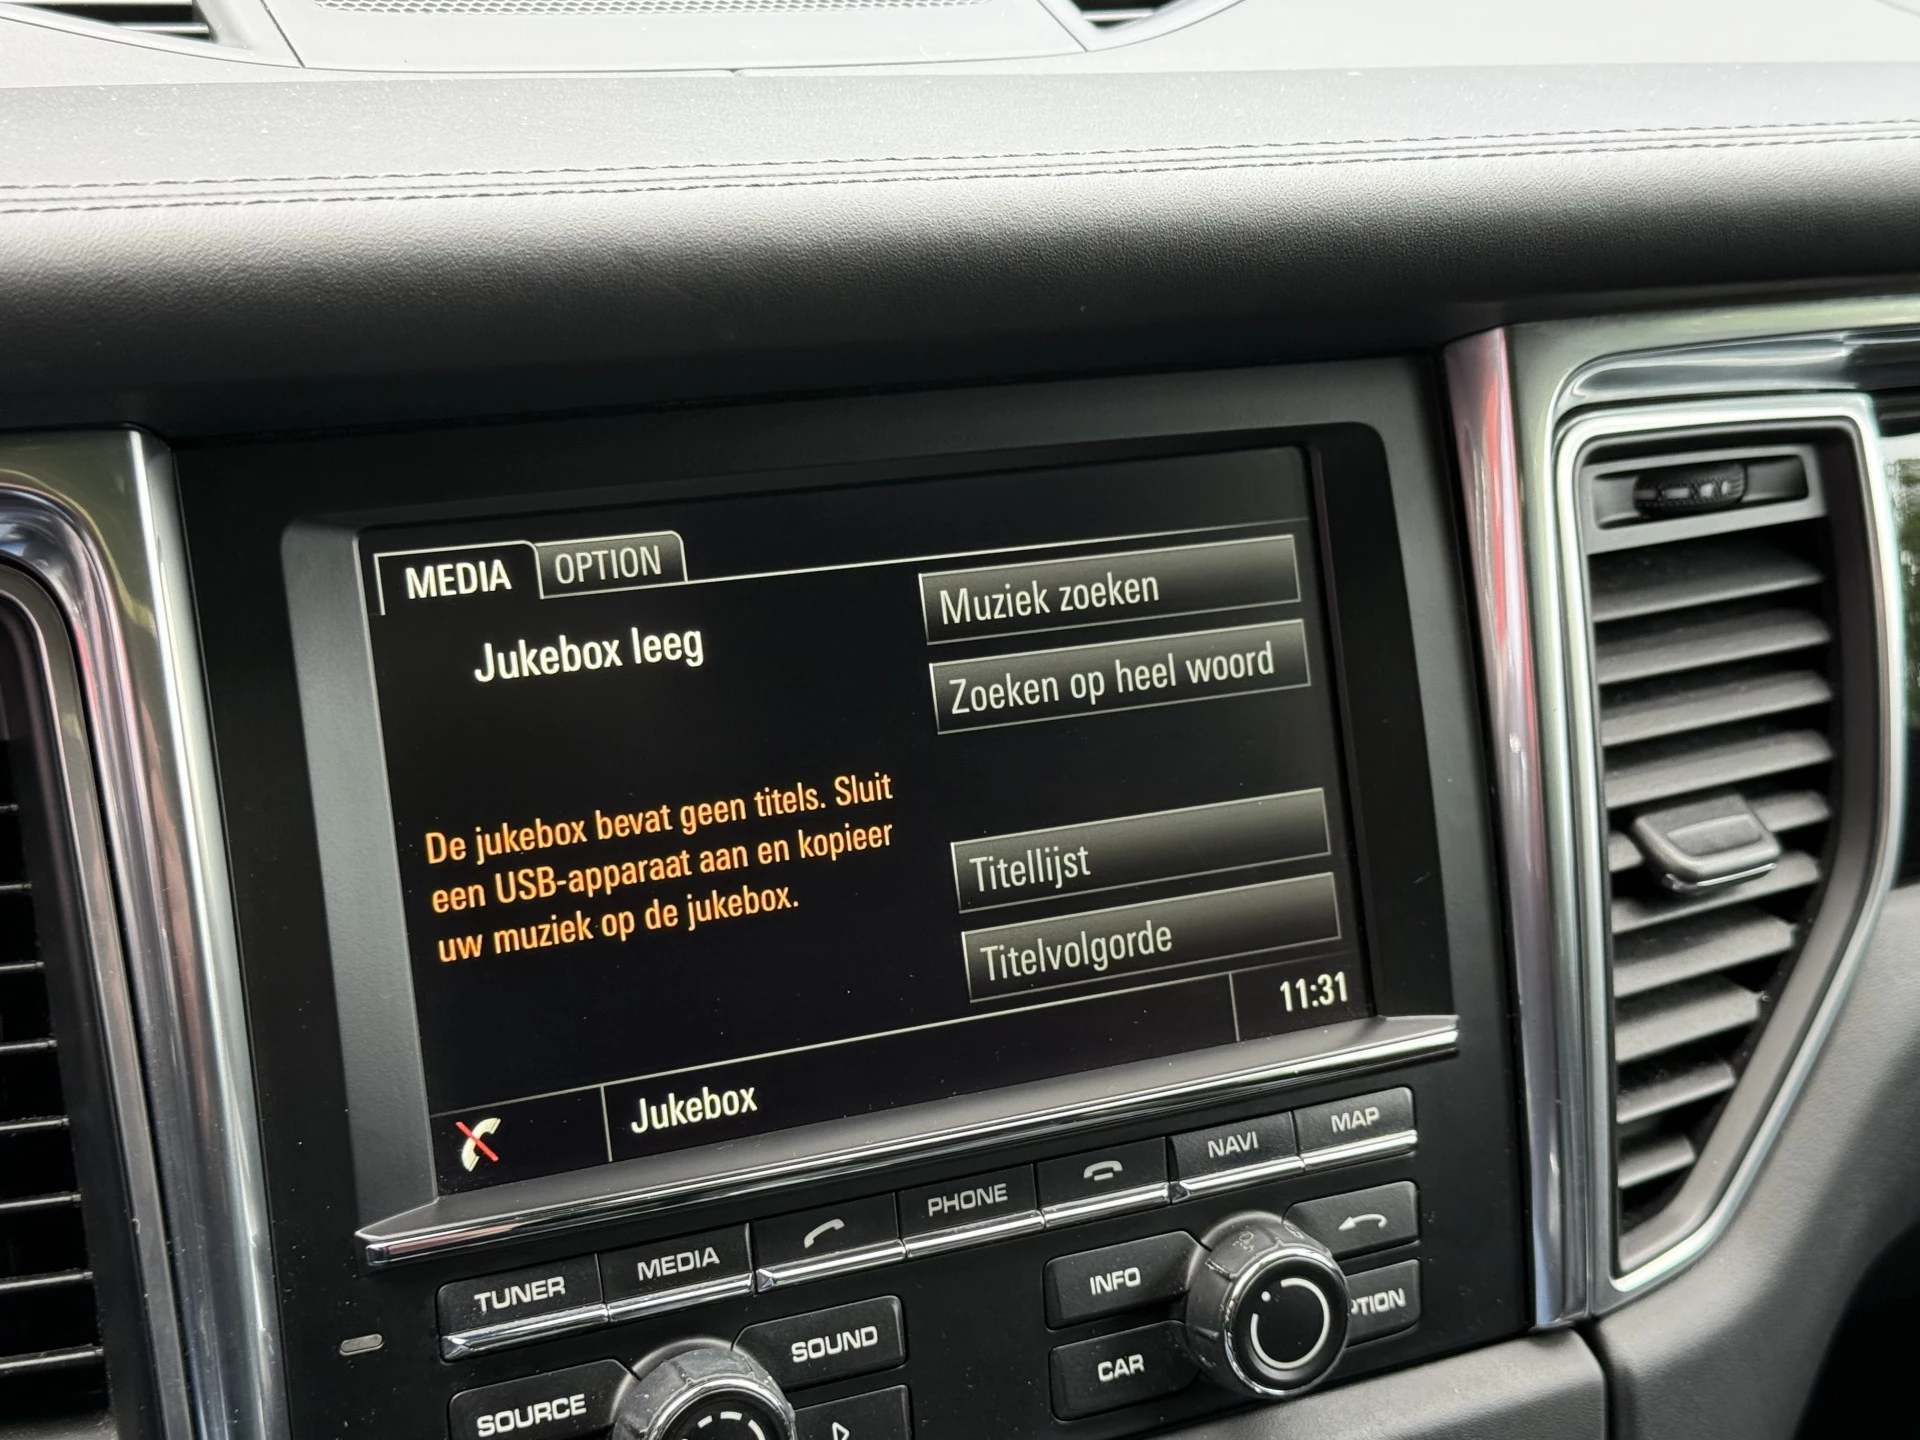 MEDIA OPTION
Jukebox leeg
Muziek zoeken
Zoeken op heel woord
De jukebox bevat geen titels. Sluit
een USB-apparaat aan en kopieer
uw muziek op de jukebox.
Titellijst
Titelvolgorde
11:31
Jukebox
TUNER MEDIA PHONE NAVI MAP
SOUND INFO
SOURCE CAR